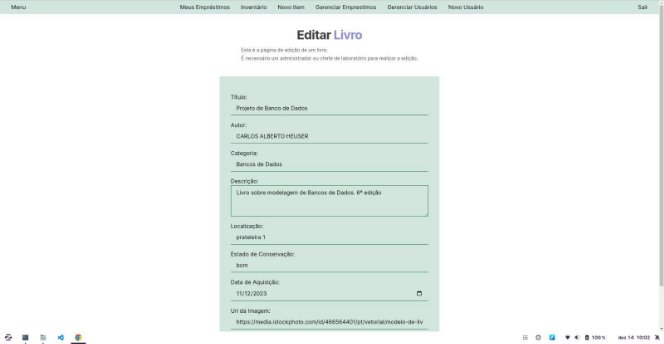 Menu Meus Empréstimos Inventário Novo Item Gerenciar Emprestimos Gerenciar Usuários Novo Usuário Sair
Editar Livro
Esta é a página de edição de um livro.
É necessário um administrador ou chefe de laboratório para realizar a edição.
Título:
Projeto de Banco de Dados
Autor:
CARLOS ALBERTO HEUSER
Categoria:
Bancos de Dados
Descrição:
Livro sobre modelagem de Bancos de Dados. 6ª edição
Localização:
prateleira 1
Estado de Conservação:
bom
Data de Aquisição:
11/12/2023
Url da Imagem:
https://media.istockphoto.com/id/466564401/pt/vetorial/modelo-de-liv
100% dez 14 10:02